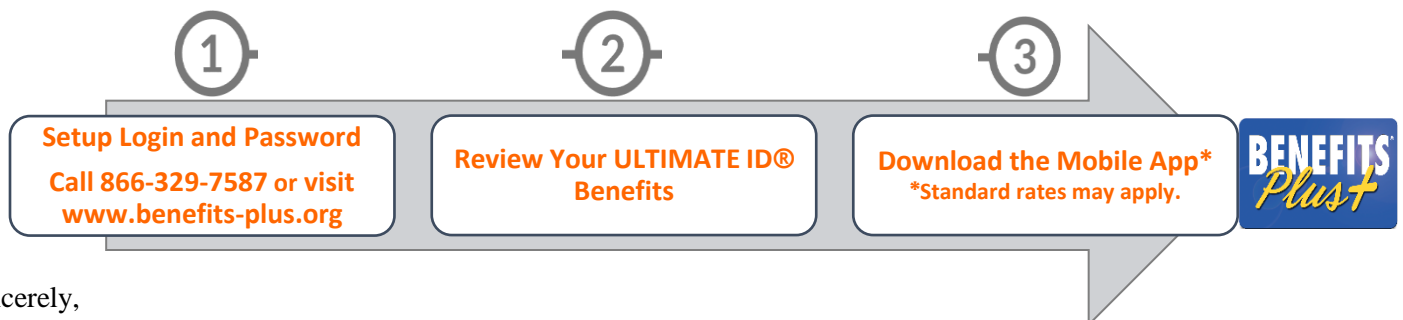 1
2
3
Setup Login and Password
Call 866-329-7587 or visit
www.benefits-plus.org
Review Your ULTIMATE ID®
Benefits
Download the Mobile App*
*Standard rates may apply.
BENEFITS
Plus+
cerely,